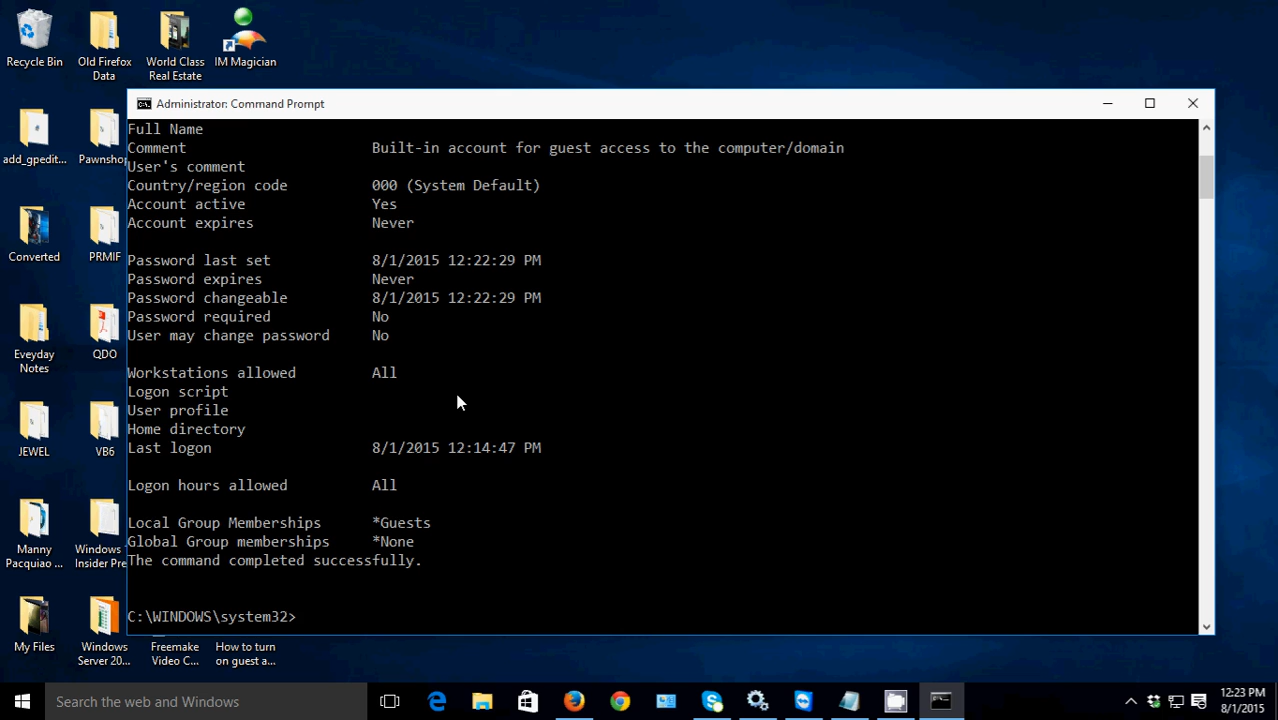 Recycle Bin
Old Firefox
Data
World Class
Real Estate
IM Magician
add_gpedit...
Pawnshop
Converted
PRMIF
Eveyday
Notes
QDO
JEWEL
VB6
Manny
Pacquiao ...
Windows
Insider Pre
My Files
Windows
Server 20...
Freemake
Video C...
How to turn
on guest a...
Administrator: Command Prompt
Full Name
Comment Built-in account for guest access to the computer/domain
User's comment
Country/region code 000 (System Default)
Account active Yes
Account expires Never
Password last set 8/1/2015 12:22:29 PM
Password expires Never
Password changeable 8/1/2015 12:22:29 PM
Password required No
User may change password No
Workstations allowed All
Logon script
User profile
Home directory
Last logon 8/1/2015 12:14:47 PM
Logon hours allowed All
Local Group Memberships *Guests
Global Group memberships *None
The command completed successfully.
C:\WINDOWS\system32>
Search the web and Windows
12:23 PM
8/1/2015